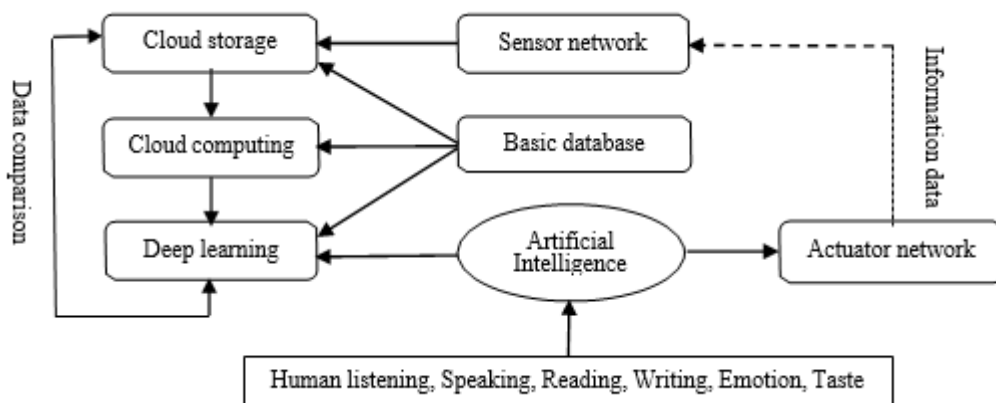 Cloud storage
Sensor network
Data comparison
Information data
Cloud computing
Basic database
Deep learning
Artificial
Intelligence
Actuator network
Human listening, Speaking, Reading, Writing, Emotion, Taste